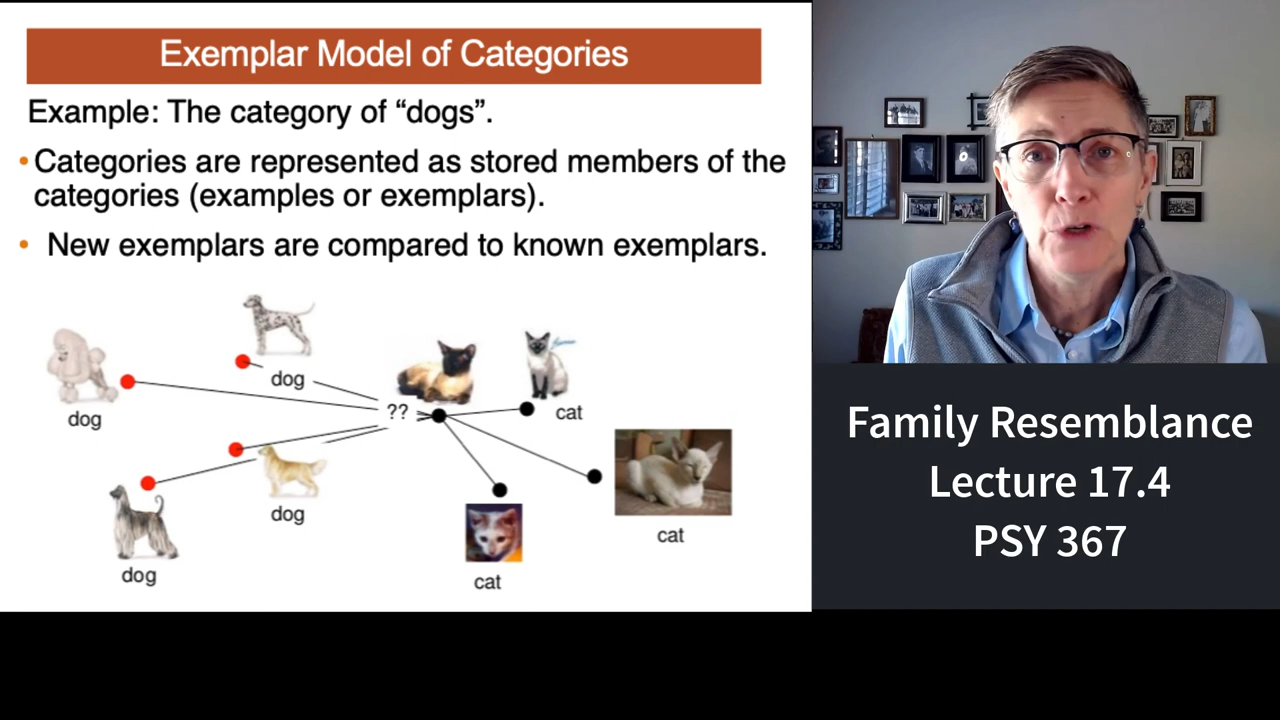 Exemplar Model of Categories
Example: The category of “dogs”.
•Categories are represented as stored members of the
categories (examples or exemplars).
• New exemplars are compared to known exemplars.
dog
dog
??
cat
dog
dog
cat
cat
Family Resemblance
Lecture 17.4
PSY 367